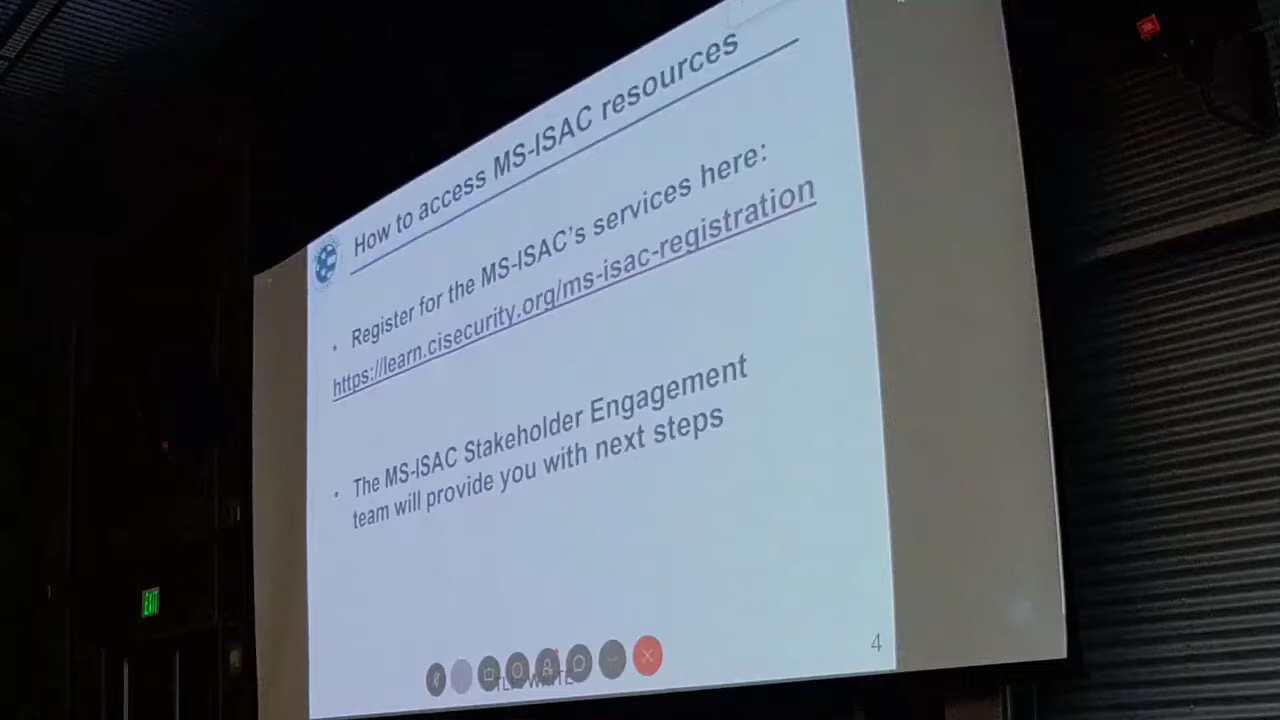 How to access MS-ISAC resources
• Register for the MS-ISAC's services here:
https://learn.cisecurity.org/ms-isac-registration
• The MS-ISAC Stakeholder Engagement
team will provide you with next steps
4
EXIT